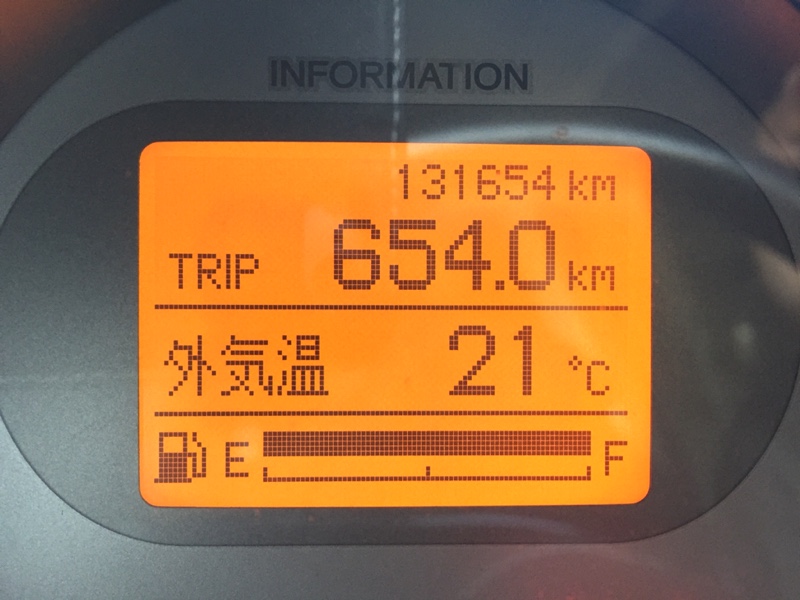 INFORMATION
131654 km
TRIP 654.0 km
外気温 21 °C
E F